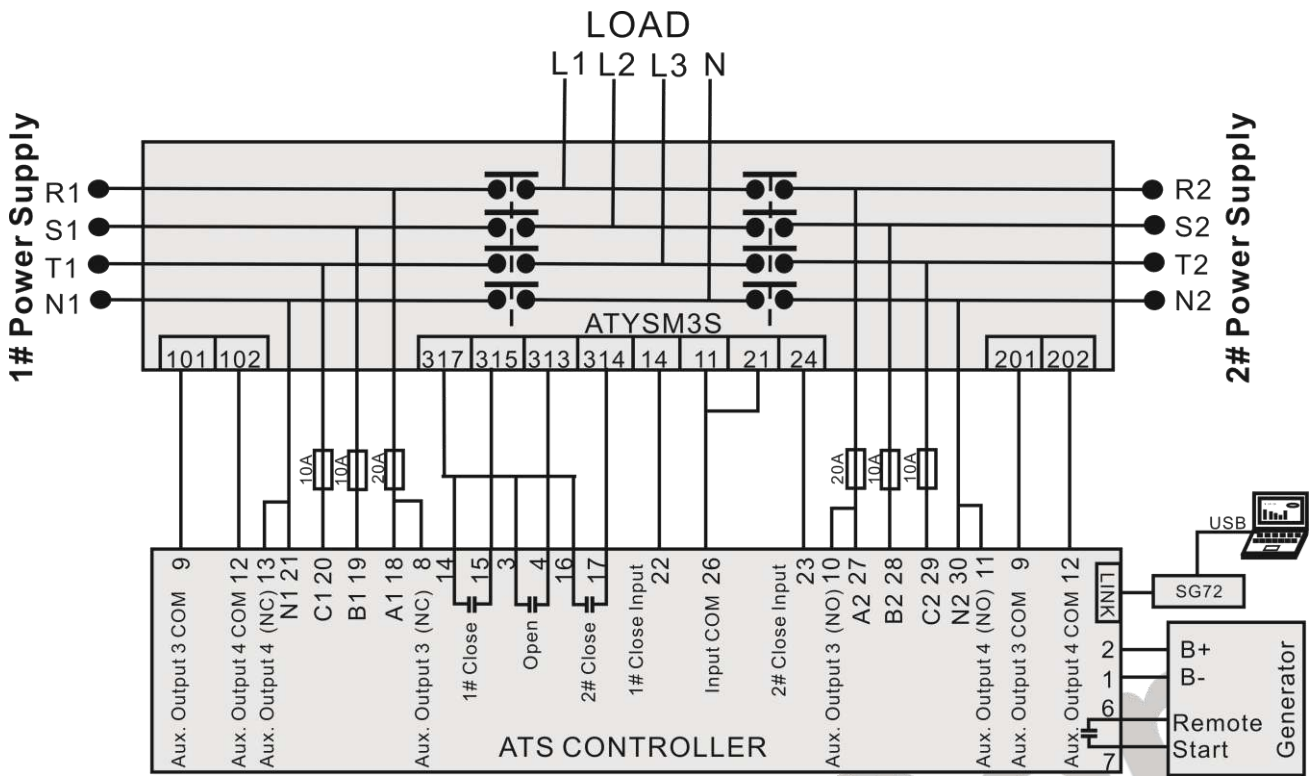 LOAD
L1 L2 L3 N
1# Power Supply
R1
S1
T1
N1
2# Power Supply
R2
S2
T2
N2
ATYSM3S
101 102
317 315 313 314 14 11 21 24
201 202
10A 10A 20A
20A 10A 10A
USB
SG72
LINK
Aux. Output 3 COM 9
Aux. Output 4 COM 12
Aux. Output 4 (NC) 13
N1 21
C1 20
B1 19
A1 18
Aux. Output 3 (NC) 8
14
1# Close 15
3
Open 4
16
2# Close 17
1# Close Input 22
Input COM 26
2# Close Input 23
Aux. Output 3 (NO) 10
A2 27
B2 28
C2 29
N2 30
Aux. Output 4 (NO) 11
Aux. Output 3 COM 9
Aux. Output 4 COM 12
2
1
6
7
B+
B-
Remote
Start
Generator
ATS CONTROLLER